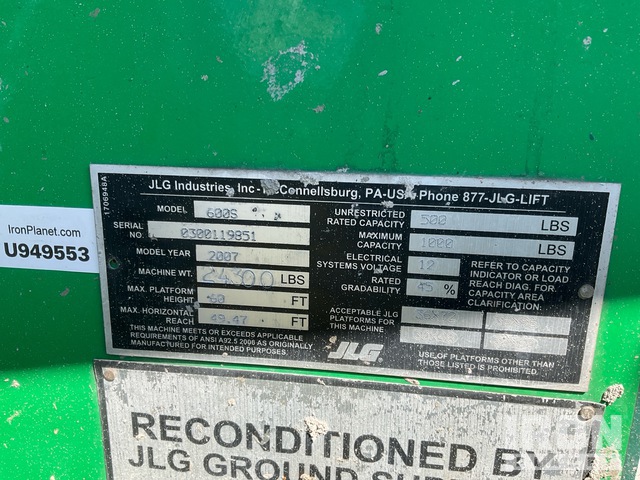 1706948A
JLG Industries, Inc - McConnellsburg, PA-USA Phone 877-JLG-LIFT
MODEL 600S
SERIAL NO. 0300119851
MODEL YEAR 2007
MACHINE WT. 24300 LBS
MAX. PLATFORM HEIGHT 60 FT
MAX. HORIZONTAL REACH 49.47 FT
THIS MACHINE MEETS OR EXCEEDS APPLICABLE
REQUIREMENTS OF ANSI A92.5 2006 AS ORIGINALLY
MANUFACTURED FOR INTENDED PURPOSES.
UNRESTRICTED RATED CAPACITY 500 LBS
MAXIMUM CAPACITY 1000 LBS
ELECTRICAL SYSTEMS VOLTAGE 12
RATED GRADABILITY 45 %
REFER TO CAPACITY
INDICATOR OR LOAD
REACH DIAG. FOR
CAPACITY AREA
CLARIFICATION:
ACCEPTABLE JLG
PLATFORMS FOR
THIS MACHINE
JLG
USE OF PLATFORMS OTHER THAN
THOSE LISTED IS PROHIBITED.
IronPlanet.com
U949553
RECONDITIONED BY
JLG GROUND
IRON